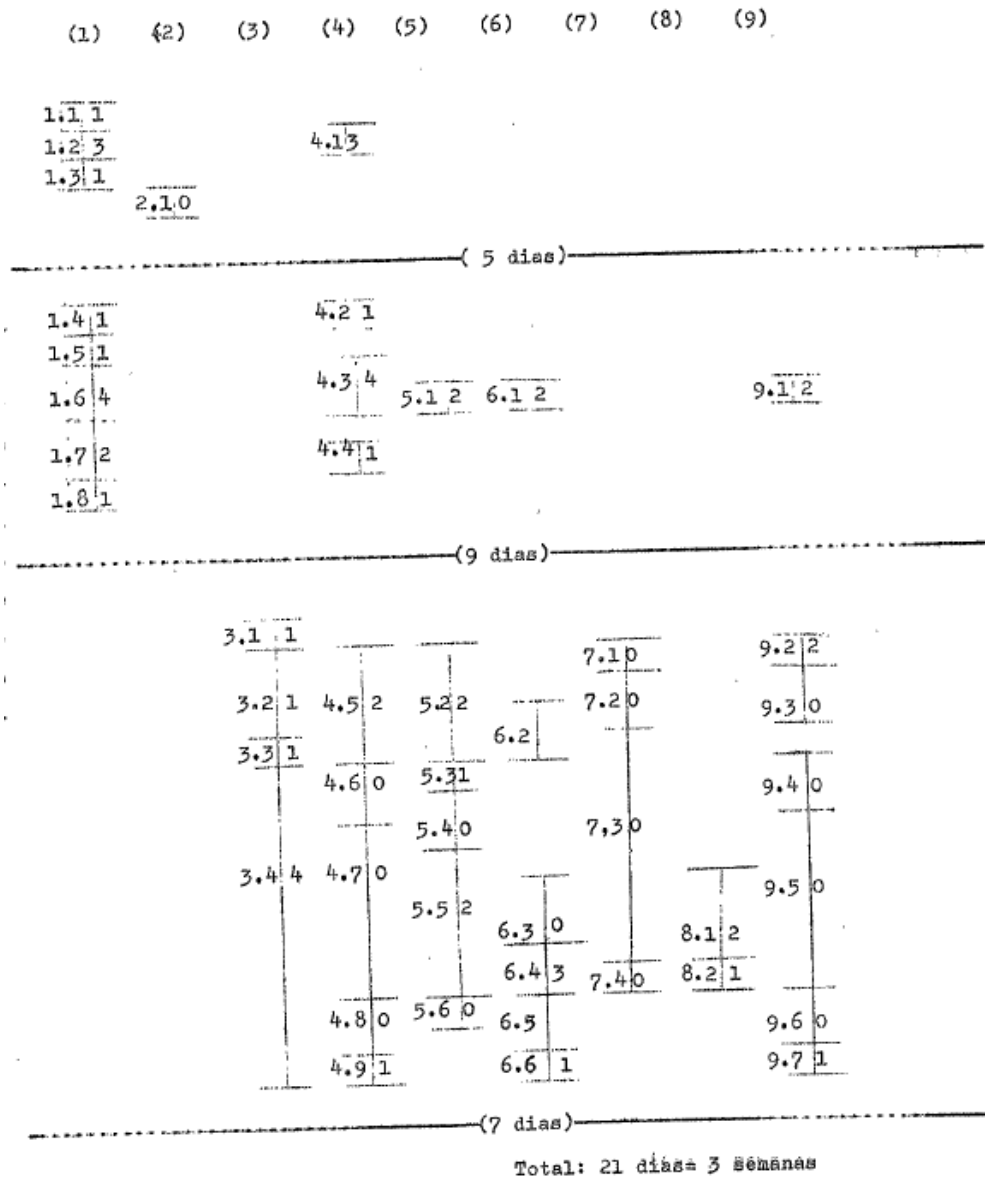 (1) (2) (3) (4) (5) (6) (7) (8) (9)
1.1 1
1.2 3 4.1 3
1.3 1
2.1 0
( 5 dias)
1.4 1 4.2 1
1.5 1
1.6 4 4.3 4 5.1 2 6.1 2 9.1 2
1.7 2 4.4 1
1.8 1
(9 dias)
3.1 1 7.1 0 9.2 2
3.2 1 4.5 2 5.2 2 7.2 0 9.3 0
6.2
3.3 1
4.6 0 5.3 1 9.4 0
5.4 0 7,3 0
3.4 4 4.7 0 9.5 0
5.5 2 6.3 0 8.1 2
6.4 3 7.4 0 8.2 1
4.8 0 5.6 0 6.5 9.6 0
4.9 1 6.6 1 9.7 1
(7 dias)
Total: 21 dias= 3 semanas